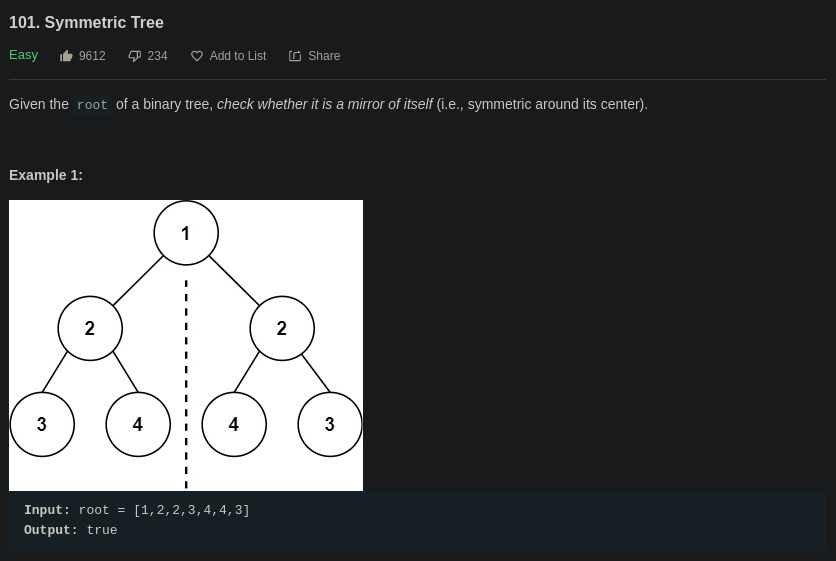 101. Symmetric Tree
Easy 9612 234 Add to List Share
Given the root of a binary tree, check whether it is a mirror of itself (i.e., symmetric around its center).
Example 1:
1
2 2
3 4 4 3
Input: root = [1,2,2,3,4,4,3]
Output: true